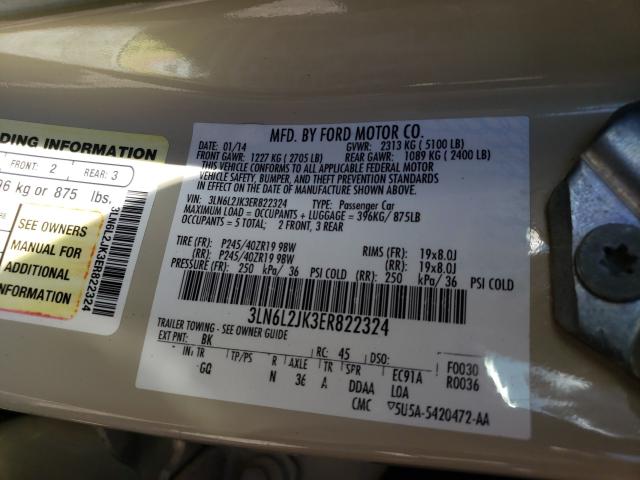 DING INFORMATION
FRONT: 2 REAR: 3
96 kg or 875 lbs.
SEE OWNERS
MANUAL FOR
ADDITIONAL
INFORMATION
3LN6L2JK3ER822324
MFD. BY FORD MOTOR CO.
DATE: 01/14 GVWR: 2313 KG (5100 LB)
FRONT GAWR: 1227 KG (2705 LB) REAR GAWR: 1089 KG (2400 LB)
THIS VEHICLE CONFORMS TO ALL APPLICABLE FEDERAL MOTOR
VEHICLE SAFETY, BUMPER, AND THEFT PREVENTION STANDARDS
IN EFFECT ON THE DATE OF MANUFACTURE SHOWN ABOVE.
VIN: 3LN6L2JK3ER822324 TYPE: Passenger Car
MAXIMUM LOAD = OCCUPANTS + LUGGAGE = 396KG/ 875LB
OCCUPANTS = 5 TOTAL; 2 FRONT, 3 REAR
TIRE (FR): P245/40ZR19 98W RIMS (FR): 19x8.0J
(RR): P245/40ZR19 98W (RR): 19x8.0J
PRESSURE (FR): 250 kPa/ 36 PSI COLD (RR): 250 kPa/ 36 PSI COLD
3LN6L2JK3ER822324
TRAILER TOWING - SEE OWNER GUIDE
EXT PNT: BK RC: 45 DSO:
INT TR TP/PS R AXLE TR SPR EC91A F0030
GQ N 36 A DDAA LOA R0036
CMC ▽5U5A-5420472-AA